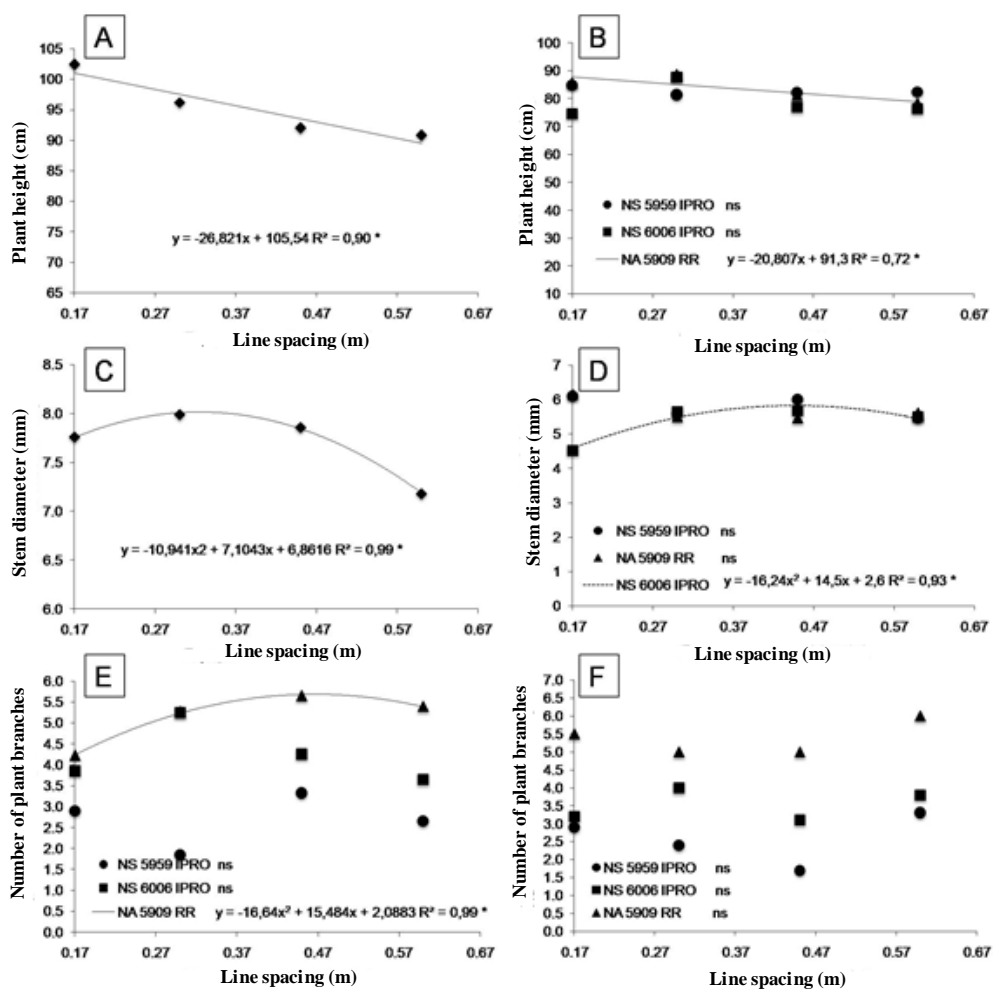 A
Plant height (cm)
105
100
95
90
85
80
75
70
65
y = -26,821x + 105,54 R² = 0,90 *
0.17 0.27 0.37 0.47 0.57 0.67
Line spacing (m)
B
Plant height (cm)
100
90
80
70
60
50
40
30
20
10
NS 5959 IPRO ns
NS 6006 IPRO ns
NA 5909 RR y = -20,807x + 91,3 R² = 0,72 *
0.17 0.27 0.37 0.47 0.57 0.67
Line spacing (m)
C
Stem diameter (mm)
8.5
8.0
7.5
7.0
6.5
6.0
y = -10,941x2 + 7,1043x + 6,8616 R² = 0,99 *
0.17 0.27 0.37 0.47 0.57 0.67
Line spacing (m)
D
Stem diameter (mm)
7
6
5
4
3
2
1
0
NS 5959 IPRO ns
NA 5909 RR ns
NS 6006 IPRO y = -16,24x² + 14,5x + 2,6 R² = 0,93 *
0.17 0.27 0.37 0.47 0.57 0.67
Line spacing (m)
E
Number of plant branches
6.0
5.5
5.0
4.5
4.0
3.5
3.0
2.5
2.0
1.5
1.0
0.5
0.0
NS 5959 IPRO ns
NS 6006 IPRO ns
NA 5909 RR y = -16,64x² + 15,484x + 2,0883 R² = 0,99 *
0.17 0.27 0.37 0.47 0.57 0.67
Line spacing (m)
F
Number of plant branches
7.0
6.5
6.0
5.5
5.0
4.5
4.0
3.5
3.0
2.5
2.0
1.5
1.0
0.5
0.0
NS 5959 IPRO ns
NS 6006 IPRO ns
NA 5909 RR ns
0.17 0.27 0.37 0.47 0.57 0.67
Line spacing (m)